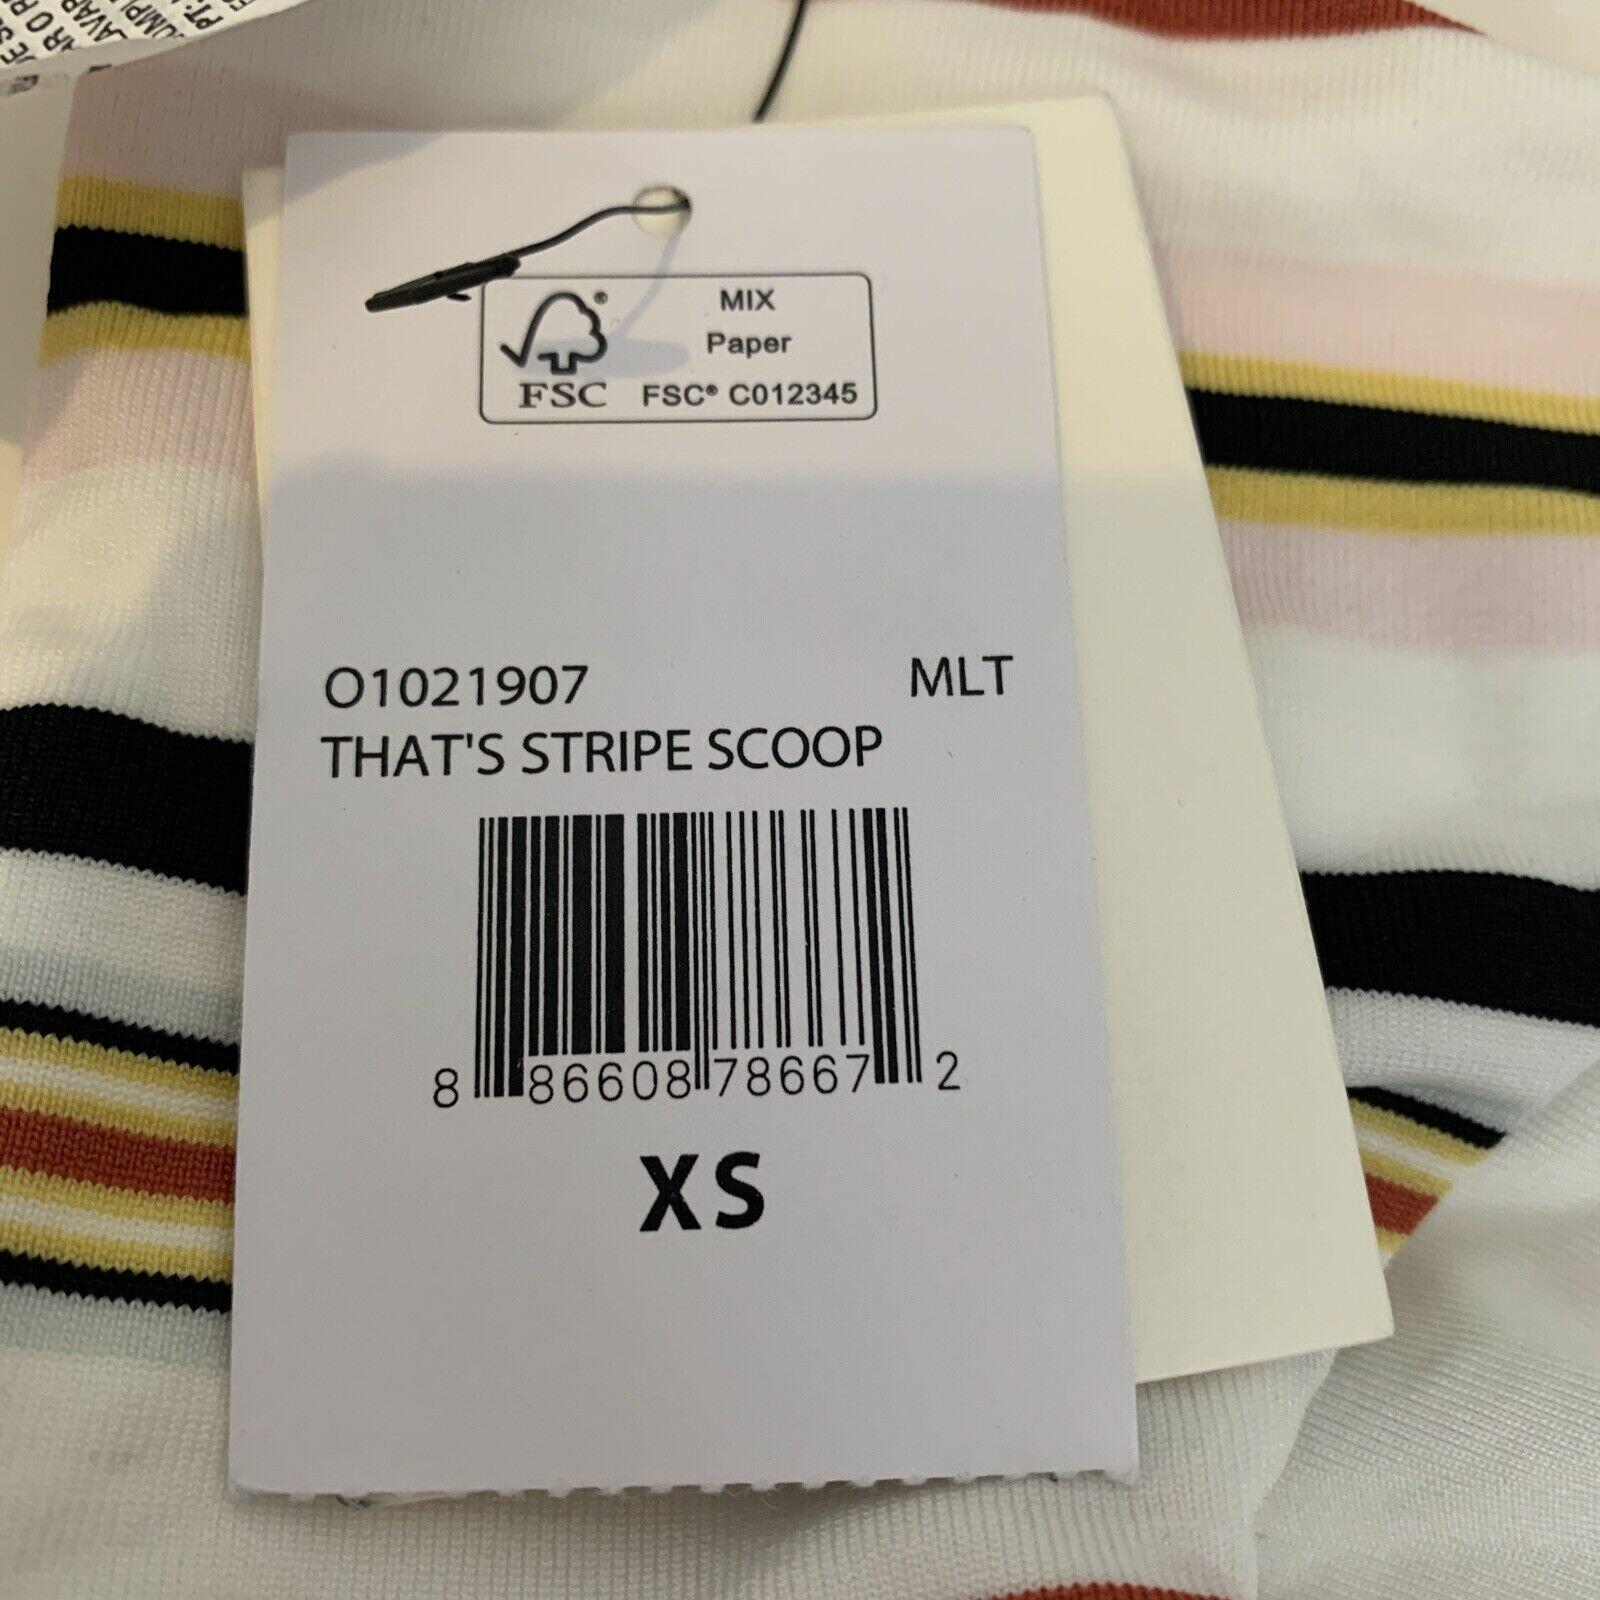 MIX
Paper
FSC® C012345
FSC
O1021907 MLT
THAT'S STRIPE SCOOP
8 86608 78667 2
XS